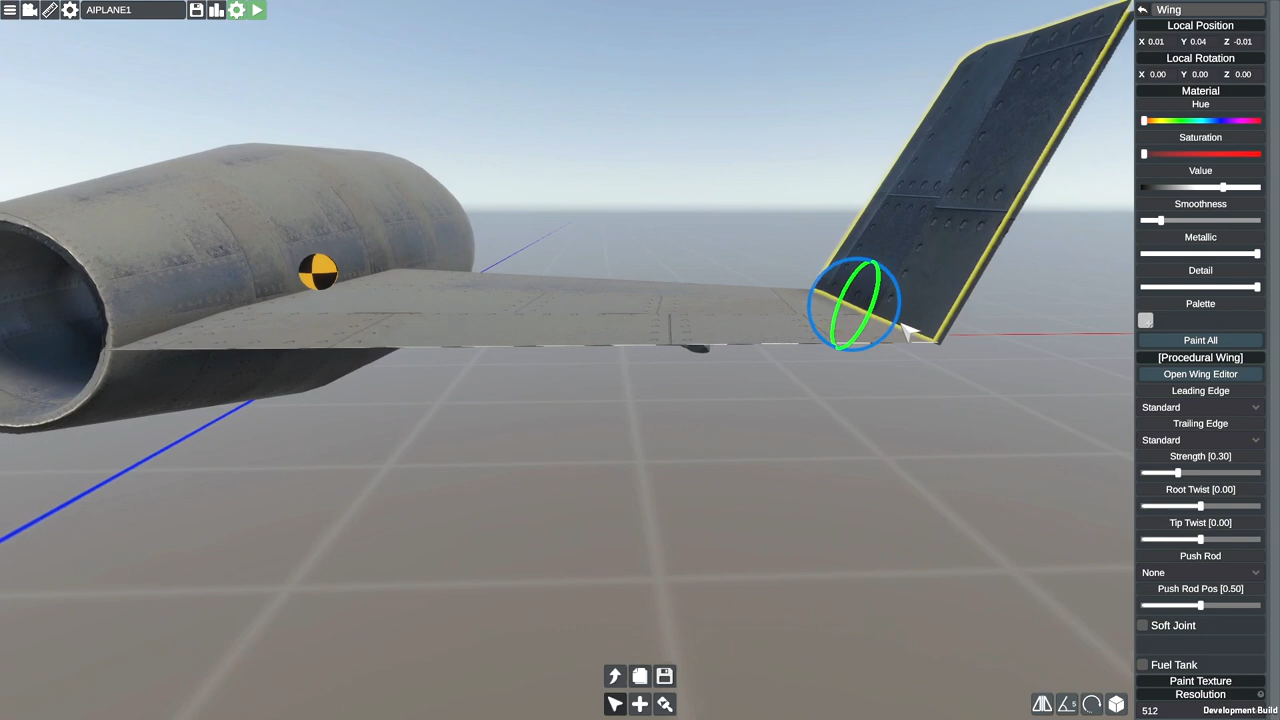 AIPLANE1
Wing
Local Position
X 0.01 Y 0.04 Z -0.01
Local Rotation
X 0.00 Y 0.00 Z 0.00
Material
Hue
Saturation
Value
Smoothness
Metallic
Detail
Palette
Paint All
[Procedural Wing]
Open Wing Editor
Leading Edge
Standard
Trailing Edge
Standard
Strength [0.30]
Root Twist [0.00]
Tip Twist [0.00]
Push Rod
None
Push Rod Pos [0.50]
Soft Joint
Fuel Tank
Paint Texture
Resolution
512 Development Build
5